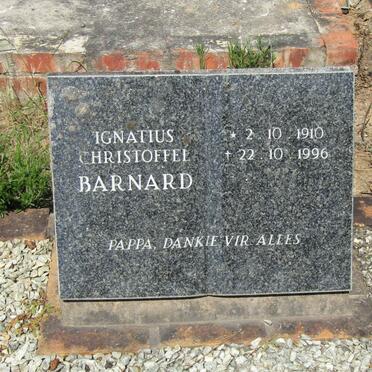 IGNATIUS
CHRISTOFFEL
BARNARD
* 2. 10. 1910
† 22. 10. 1996
PAPPA, DANKIE VIR ALLES